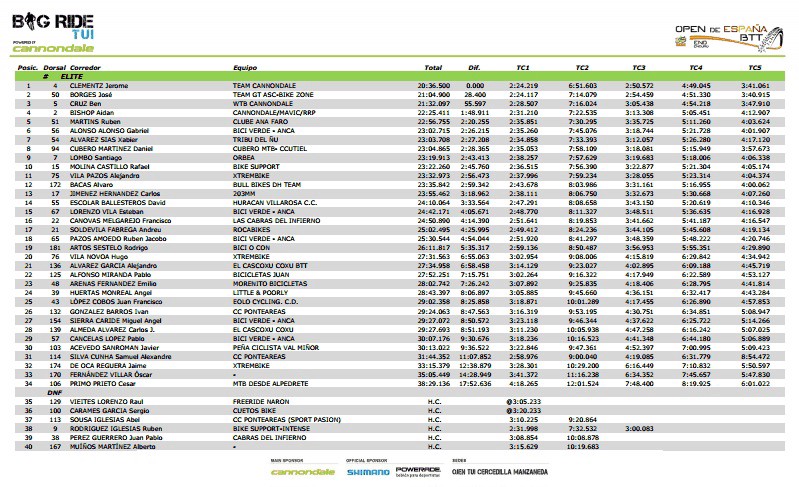 BIG RIDE
TUI
POWERED BY
cannondale
OPEN DE ESPAÑA
BTT
ENDURO
Posic. Dorsal Corredor Equipo Total Dif. TC1 TC2 TC3 TC4 TC5
# ELITE
1 4 CLEMENTZ Jerome TEAM CANNONDALE 20:36.500 0.000 2:24.219 6:51.603 2:50.572 4:49.045 3:41.061
2 50 BORGES José TEAM GT ASC•BIKE ZONE 21:04.900 28.400 2:24.117 7:14.079 2:54.459 4:51.330 3:40.915
3 5 CRUZ Ben WTB CANNONDALE 21:32.097 55.597 2:28.507 7:16.024 3:05.438 4:54.218 3:47.910
4 2 BISHOP Aidan CANNONDALE/MAVIC/RRP 22:25.411 1:48.911 2:31.210 7:22.535 3:13.308 5:05.451 4:12.907
5 51 MARTINS Ruben CLUBE ANA FARO 22:56.755 2:20.255 2:35.851 7:30.295 3:35.725 5:11.260 4:03.624
6 56 ALONSO ALONSO Gabriel BICI VERDE • ANCA 23:02.715 2:26.215 2:35.260 7:45.076 3:18.744 5:21.728 4:01.907
7 54 ALVAREZ SIAS Xabier TRIBU DEL ÑU 23:03.708 2:27.208 2:34.858 7:33.393 3:12.057 5:26.280 4:17.120
8 94 CUBERO MARTINEZ Daniel CUBERO MTB• CCUTIEL 23:04.865 2:28.365 2:35.053 7:58.109 3:18.081 5:15.949 3:57.673
9 7 LOMBO Santiago ORBEA 23:19.913 2:43.413 2:38.257 7:57.629 3:19.683 5:18.006 4:06.338
10 15 MOLINA CASTILLO Rafael BIKE SUPPORT 23:22.260 2:45.760 2:36.515 7:56.390 3:22.877 5:21.304 4:05.174
11 75 VILA PAZOS Alejandro XTREMBIKE 23:32.973 2:56.473 2:37.996 7:59.234 3:28.055 5:23.314 4:04.374
12 172 BACAS Alvaro BULL BIKES DH TEAM 23:35.842 2:59.342 2:43.678 8:03.986 3:31.161 5:16.955 4:00.062
13 17 JIMENEZ HERNANDEZ Carlos 203MM 23:55.462 3:18.962 2:38.111 8:06.750 3:32.673 5:30.668 4:07.260
14 55 ESCOLAR BALLESTEROS David HURACAN VILLAROSA C.C. 24:10.064 3:33.564 2:47.291 8:08.658 3:43.150 5:20.619 4:10.346
15 67 LORENZO VILA Esteban BICI VERDE • ANCA 24:42.171 4:05.671 2:48.770 8:11.327 3:48.511 5:36.635 4:16.928
16 22 CANOVAS MELGAREJO Francisco LAS CABRAS DEL INFIERNO 24:50.890 4:14.390 2:51.641 8:19.853 3:41.662 5:41.187 4:16.547
17 21 SOLDEVILA FABREGA Andreu ROCABIKES 25:02.495 4:25.995 2:49.612 8:24.236 3:44.105 5:45.608 4:19.134
18 65 PAZOS AMOEDO Ruben Jacobo BICI VERDE • ANCA 25:30.544 4:54.044 2:51.920 8:41.297 3:48.359 5:48.222 4:20.746
19 181 ARTOS SESTELO Rodrigo BICI O CON 26:11.817 5:35.317 2:59.136 8:50.487 3:56.953 5:35.351 4:29.890
20 76 VILA NOVOA Hugo XTREMBIKE 27:31.563 6:55.063 3:02.954 9:08.006 4:15.819 6:29.842 4:34.942
21 136 ALVAREZ GARCIA Alejandro EL CASCOXU COXU BTT 27:34.958 6:58.458 3:14.129 9:23.027 4:02.895 6:09.188 4:45.719
22 125 ALFONSO MIRANDA Pablo BICICLETAS JUAN 27:52.251 7:15.751 3:02.264 9:16.322 4:17.949 6:22.589 4:53.127
23 48 ARENAS FERNANDEZ Emilio MORENITO BICICLETAS 28:02.742 7:26.242 3:07.892 9:25.835 4:18.406 6:28.795 4:41.814
24 39 HUERTAS MONREAL Alex LITTLE & POORLY 28:43.397 8:06.897 3:05.885 9:45.660 4:36.151 6:32.417 4:43.284
25 43 LÓPEZ COBOS Juan Francisco EOLO CYCLING. C.D. 29:02.358 8:25.858 3:18.871 10:01.289 4:17.455 6:26.890 4:57.853
26 132 GONZALEZ BARROS Ivan CC PONTEAREAS 29:24.063 8:47.563 3:16.319 9:53.195 4:30.751 6:34.851 5:08.947
27 154 SIERRA CARIDE Miguel Angel BICI VERDE • ANCA 29:27.072 8:50.572 3:23.118 9:46.344 4:37.622 6:25.722 5:14.266
28 139 ALMEDA ALVAREZ Carlos J. EL CASCOXU COXU 29:27.693 8:51.193 3:11.230 10:05.938 4:47.258 6:16.242 5:07.025
29 57 CANCELAS LOPEZ Pablo BICI VERDE • ANCA 30:07.176 9:30.676 3:18.236 10:16.523 4:41.348 6:44.180 5:06.889
30 103 ACEVEDO SANROMAN Javier PEÑA CICLISTA VAL MIÑOR 30:13.022 9:36.522 3:22.846 9:47.361 4:52.397 7:00.995 5:09.423
31 114 SILVA CUNHA Samuel Alexandre CC PONTEAREAS 31:44.352 11:07.852 2:58.976 9:00.040 4:19.085 6:31.779 8:54.472
32 174 DE OCA REGUERA Jaime XTREMBIKE 33:15.379 12:38.879 3:28.301 10:29.200 6:16.449 7:10.832 5:50.597
33 170 FERNÁNDEZ VILLAR Óscar - 35:05.449 14:28.949 3:41.372 11:16.238 6:34.352 7:45.657 5:47.830
34 106 PRIMO PRIETO Cesar MTB DESDE ALPEDRETE 38:29.136 17:52.636 4:18.265 12:01.524 7:48.400 8:19.925 6:01.022
DNF
35 129 VIEITES LORENZO Raul FREERIDE NARON H.C. @3:05.233
36 100 CARAMES GARCIA Sergio CUETOS BIKE H.C. @3:20.233
37 113 SOUSA IGLESIAS Abel CC PONTEAREAS (SPORT PASION) H.C. 3:10.225 9:20.864
38 9 RODRIGUEZ IGLESIAS Ruben BIKE SUPPORT•INTENSE H.C. 2:31.998 7:32.532 3:00.083
39 38 PEREZ GUERRERO Juan Pablo CABRAS DEL INFIERNO H.C. 3:08.854 10:08.878
40 167 MUÍÑOS MARTÍNEZ Alberto - H.C. 3:15.629 10:19.683
MAIN SPONSOR OFFICIAL SPONSOR SEDES
cannondale SHIMANO POWERADE OJEN TUI CERCEDILLA MANZANEDA
bebida para deportistas